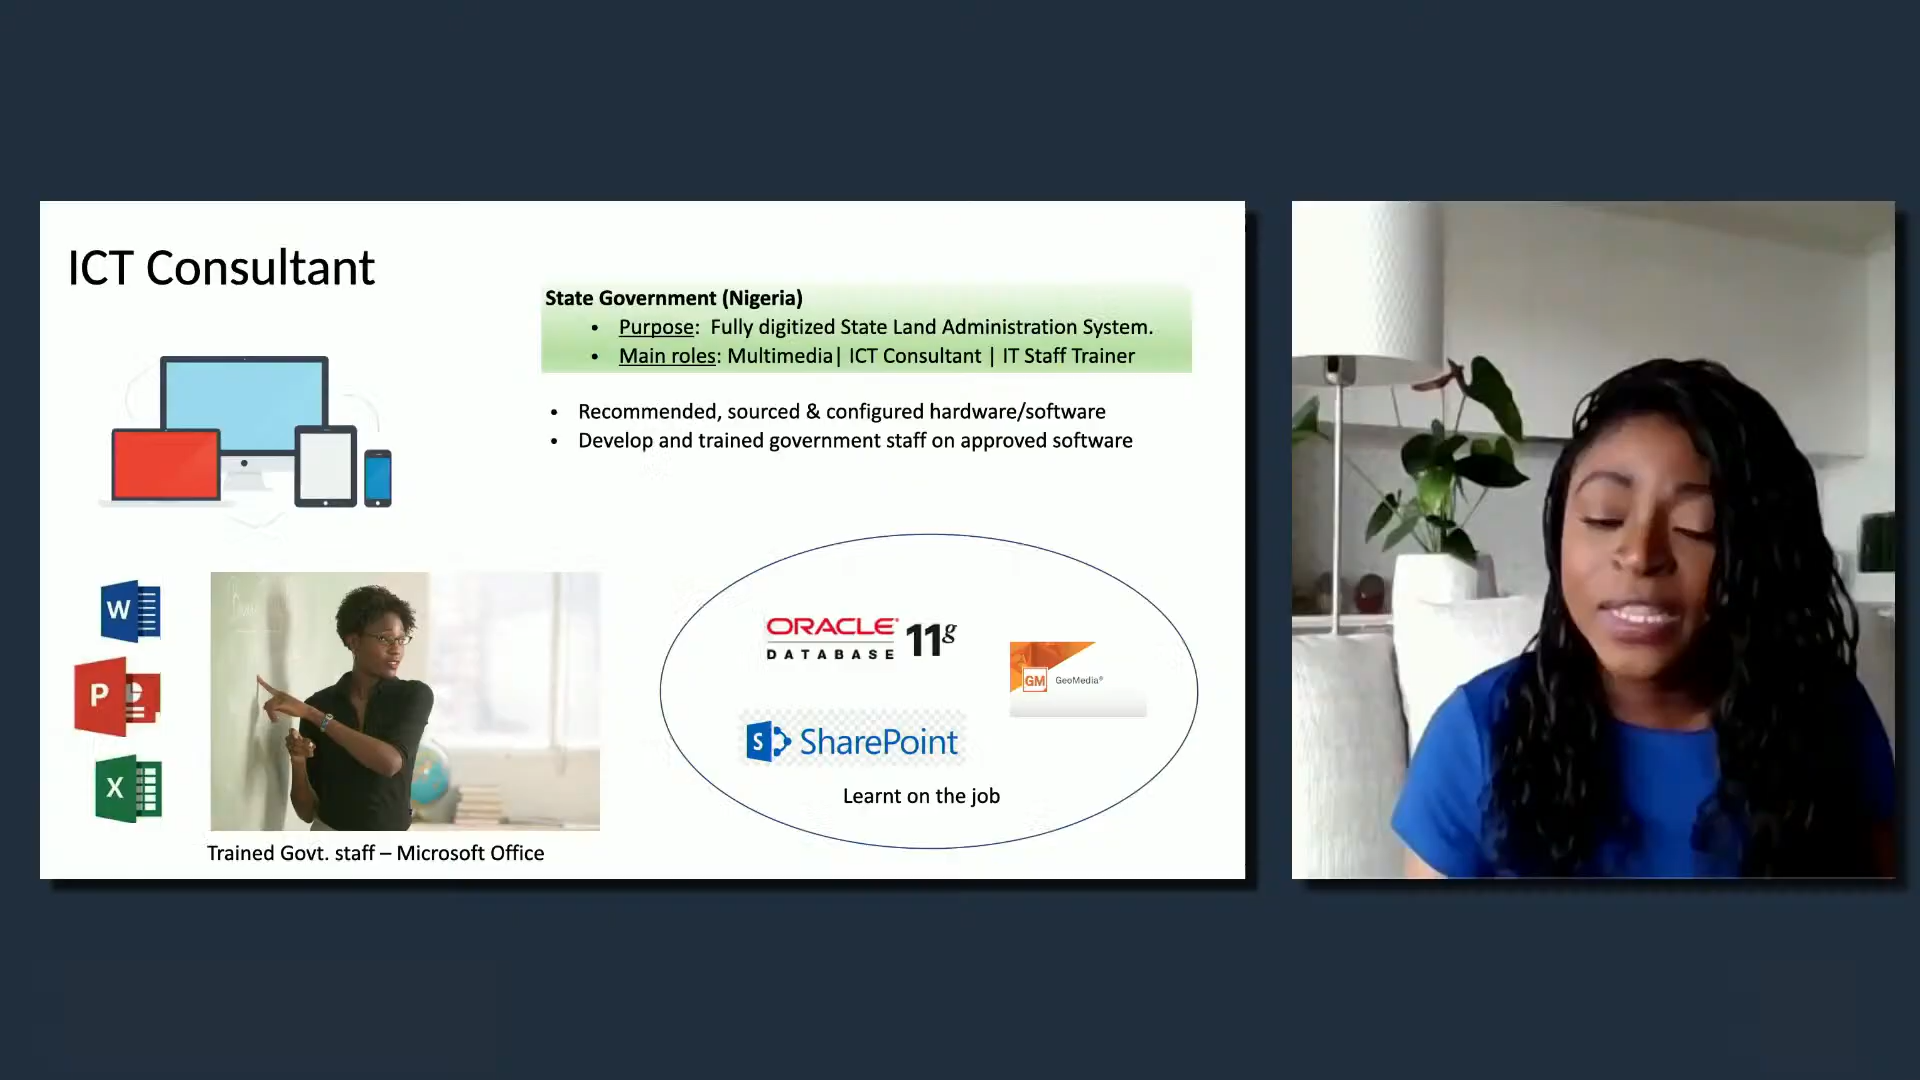 ICT Consultant
State Government (Nigeria)
• Purpose: Fully digitized State Land Administration System.
• Main roles: Multimedia| ICT Consultant | IT Staff Trainer
• Recommended, sourced & configured hardware/software
• Develop and trained government staff on approved software
W
P
X
Trained Govt. staff – Microsoft Office
ORACLE® 11g
DATABASE
GM GeoMedia®
S SharePoint
Learnt on the job